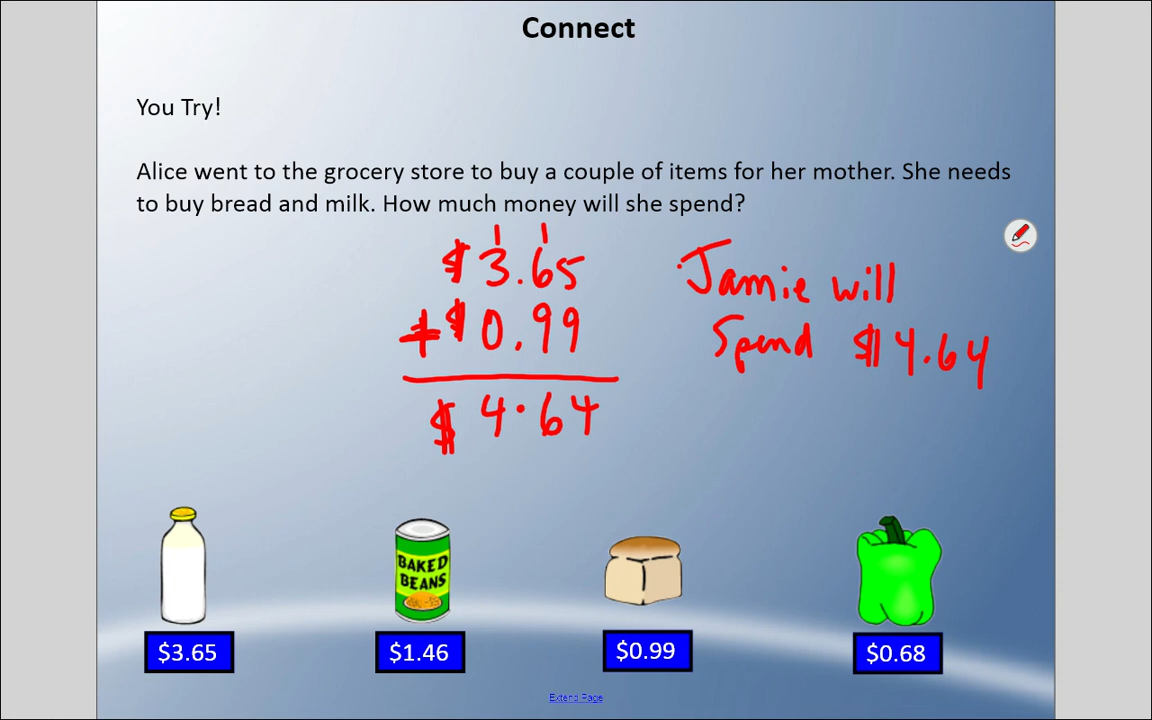 Connect
You Try!
Alice went to the grocery store to buy a couple of items for her mother. She needs
to buy bread and milk. How much money will she spend?
1 1
$3.65
+$0.99
$4.64
Jamie will
Spend $4.64
BAKED
BEANS
$3.65
$1.46
$0.99
$0.68
Extend Page